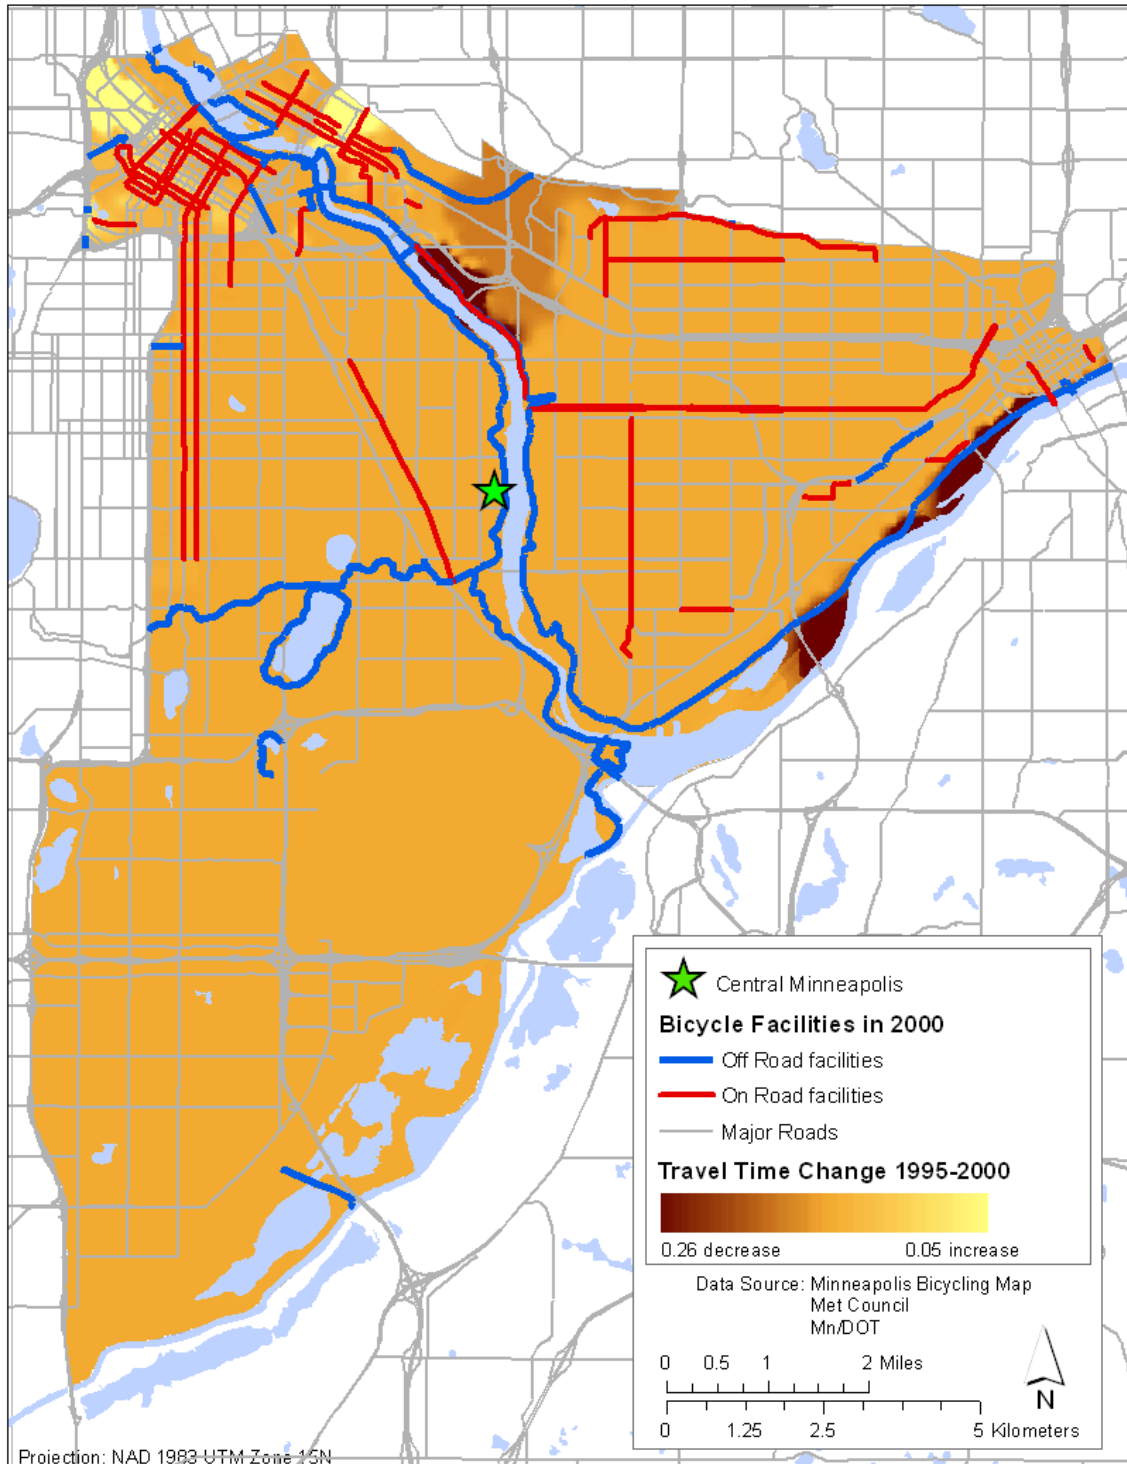 Central Minneapolis
Bicycle Facilities in 2000
Off Road facilities
On Road facilities
Major Roads
Travel Time Change 1995-2000
0.26 decrease 0.05 increase
Data Source: Minneapolis Bicycling Map
Met Council
Mn/DOT
0 0.5 1 2 Miles
N
0 1.25 2.5 5 Kilometers
Projection: NAD 1983 UTM Zone 15N